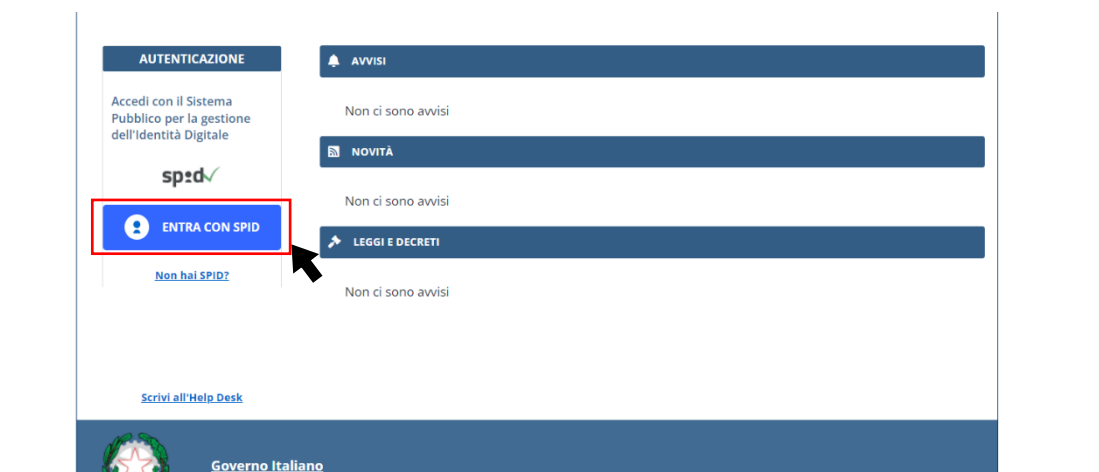 AUTENTICAZIONE
Accedi con il Sistema
Pubblico per la gestione
dell'Identità Digitale
spid
ENTRA CON SPID
Non hai SPID?
Scrivi all'Help Desk
AVVISI
Non ci sono avvisi
NOVITÀ
Non ci sono avvisi
LEGGI E DECRETI
Non ci sono avvisi
Governo Italiano